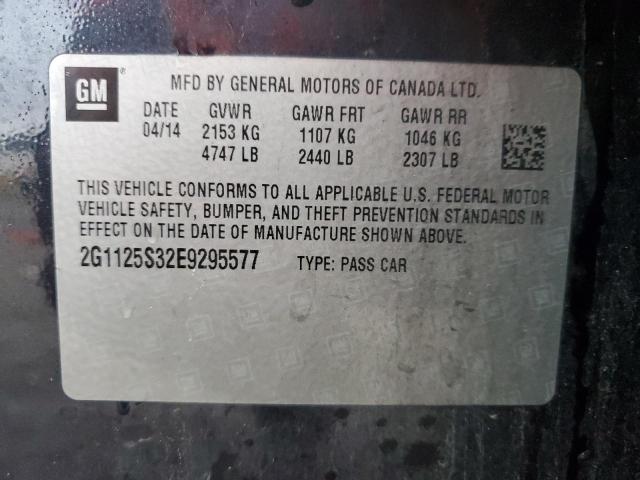 GM
MFD BY GENERAL MOTORS OF CANADA LTD.
DATE GVWR GAWR FRT GAWR RR
04/14 2153 KG 1107 KG 1046 KG
4747 LB 2440 LB 2307 LB
THIS VEHICLE CONFORMS TO ALL APPLICABLE U.S. FEDERAL MOTOR
VEHICLE SAFETY, BUMPER, AND THEFT PREVENTION STANDARDS IN
EFFECT ON THE DATE OF MANUFACTURE SHOWN ABOVE.
2G1125S32E9295577 TYPE: PASS CAR